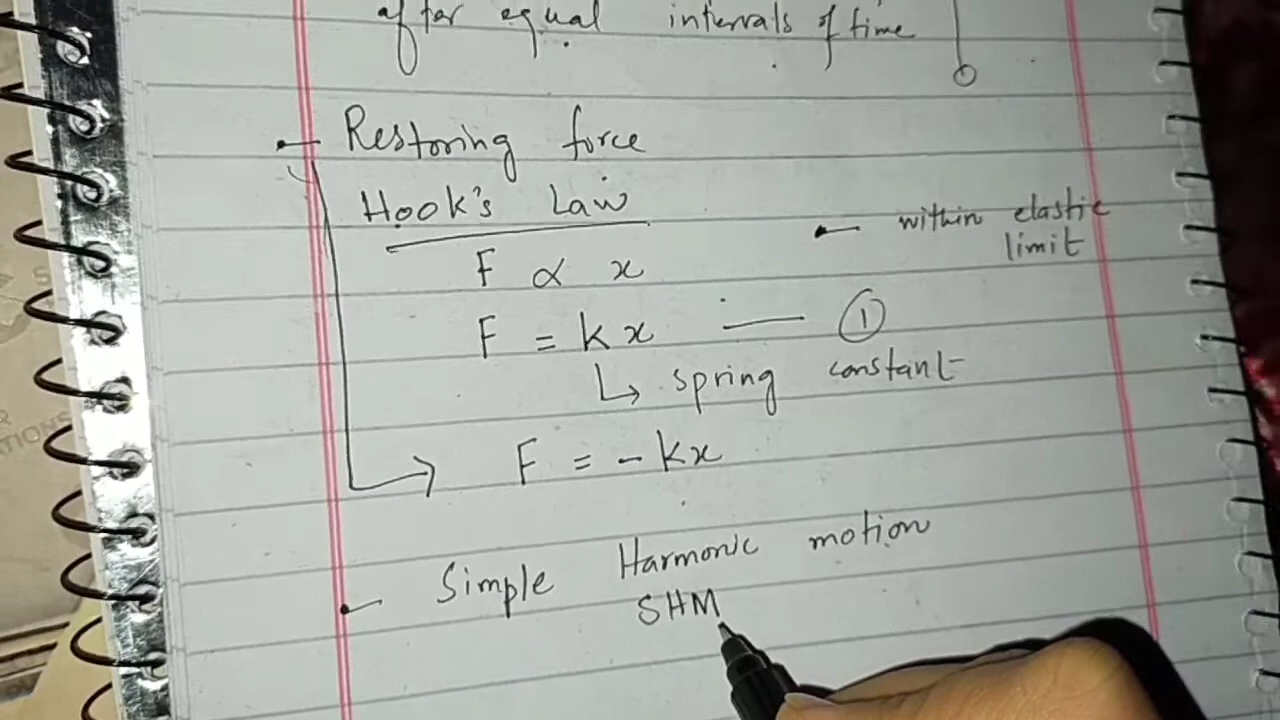 after equal intervals of time
Restoring force
Hook's Law
within elastic
limit
F ∝ x
F = kx — ①
↳ spring constant
→ F = - kx
Simple Harmonic motion
SHM